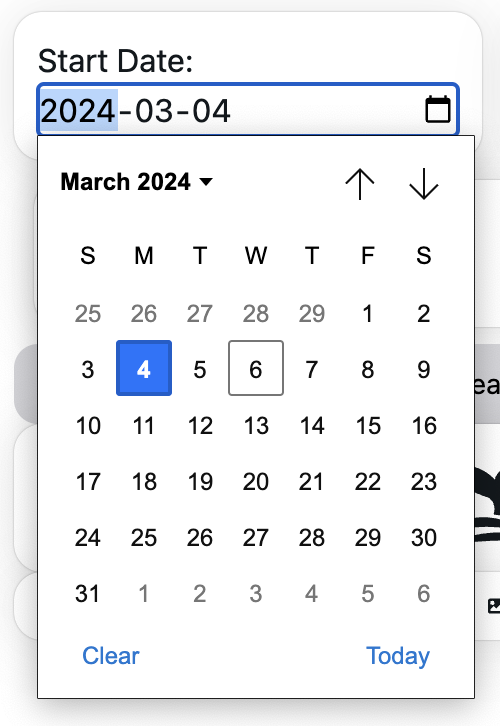 Start Date:
2024-03-04
March 2024
S M T W T F S
25 26 27 28 29 1 2
3 4 5 6 7 8 9
10 11 12 13 14 15 16
17 18 19 20 21 22 23
24 25 26 27 28 29 30
31 1 2 3 4 5 6
Clear Today